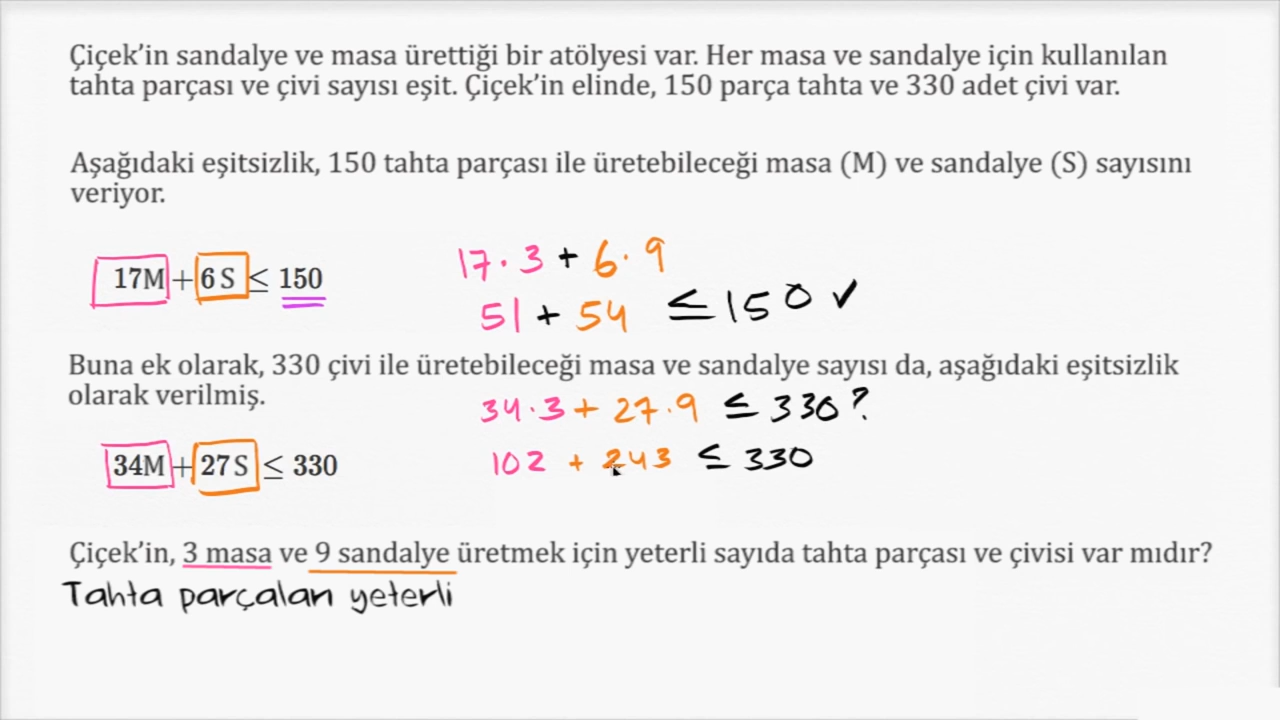 Çiçek'in sandalye ve masa ürettiği bir atölyesi var. Her masa ve sandalye için kullanılan
tahta parçası ve çivi sayısı eşit. Çiçek'in elinde, 150 parça tahta ve 330 adet çivi var.
Aşağıdaki eşitsizlik, 150 tahta parçası ile üretebileceği masa (M) ve sandalye (S) sayısını
veriyor.
17M + 6 S ≤ 150
17·3 + 6·9
51 + 54 ≤ 150 ✓
Buna ek olarak, 330 çivi ile üretebileceği masa ve sandalye sayısı da, aşağıdaki eşitsizlik
olarak verilmiş.
34·3 + 27·9 ≤ 330?
34M + 27 S ≤ 330
102 + 243 ≤ 330
Çiçek'in, 3 masa ve 9 sandalye üretmek için yeterli sayıda tahta parçası ve çivisi var mıdır?
Tahta parçaları yeterli